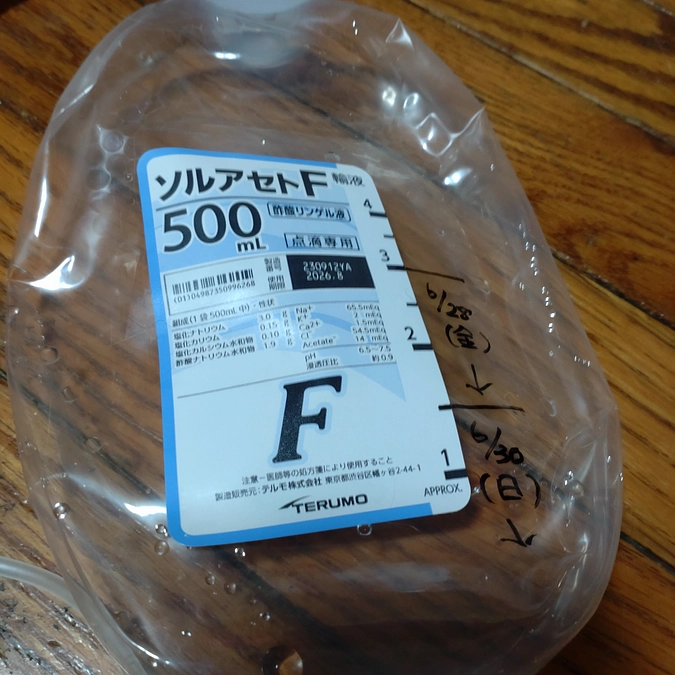 ソルアセトF 輸液
500mL
酢酸リンゲル液
点滴専用
製造番号 230912YA
使用期限 2026.8
(01)04987350996268
組成(1袋 500mL中)・性状
塩化ナトリウム 3.0 g Na⁺ 65.5mEq
塩化カリウム 0.15 g K⁺ 2 mEq
塩化カルシウム水和物 0.10 g Ca²⁺ 1.5mEq
酢酸ナトリウム水和物 1.9 g Cl⁻ 54.5mEq
Acetate⁻ 14 mEq
pH 6.5~7.5
浸透圧比 約0.9
F
注意-医師等の処方箋により使用すること
製造販売元:テルモ株式会社 東京都渋谷区幡ヶ谷2-44-1
TERUMO
4
3
2
1
APPROX.
6/28
(金)
↑
6/30
(日)
↑